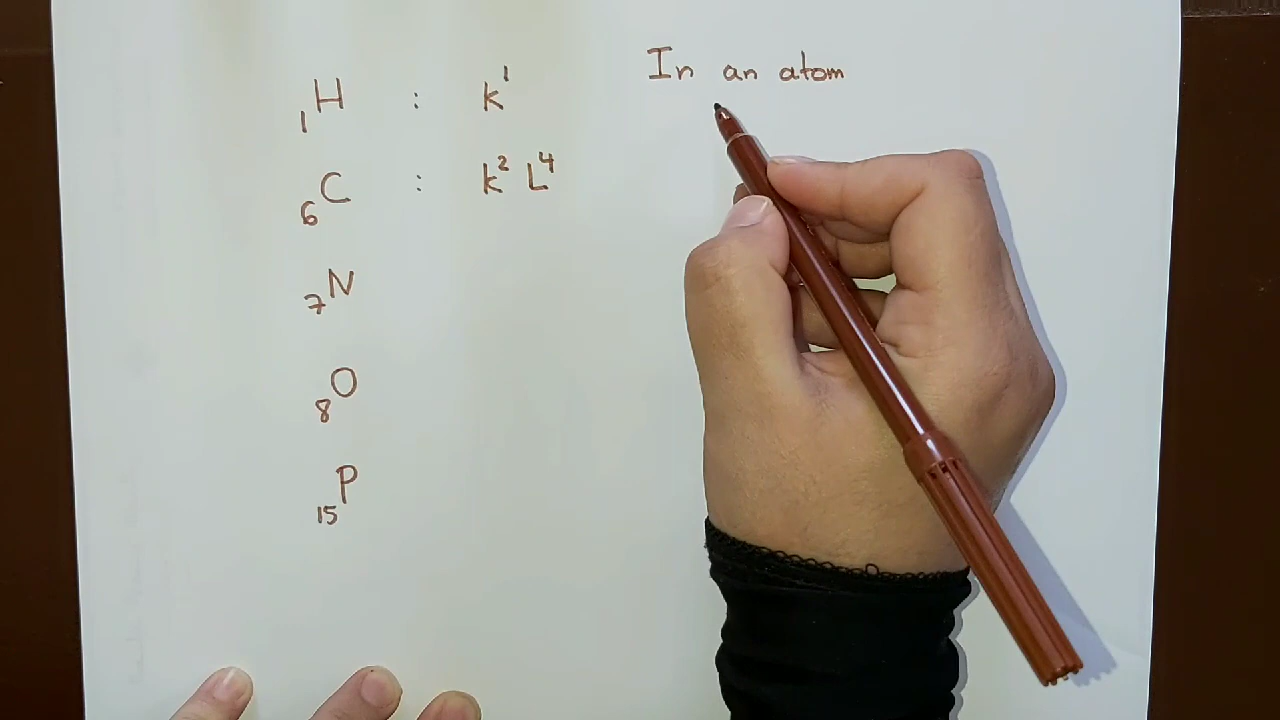 ₁H : K¹
₆C : K² L⁴
₇N
₈O
₁₅P
In an atom